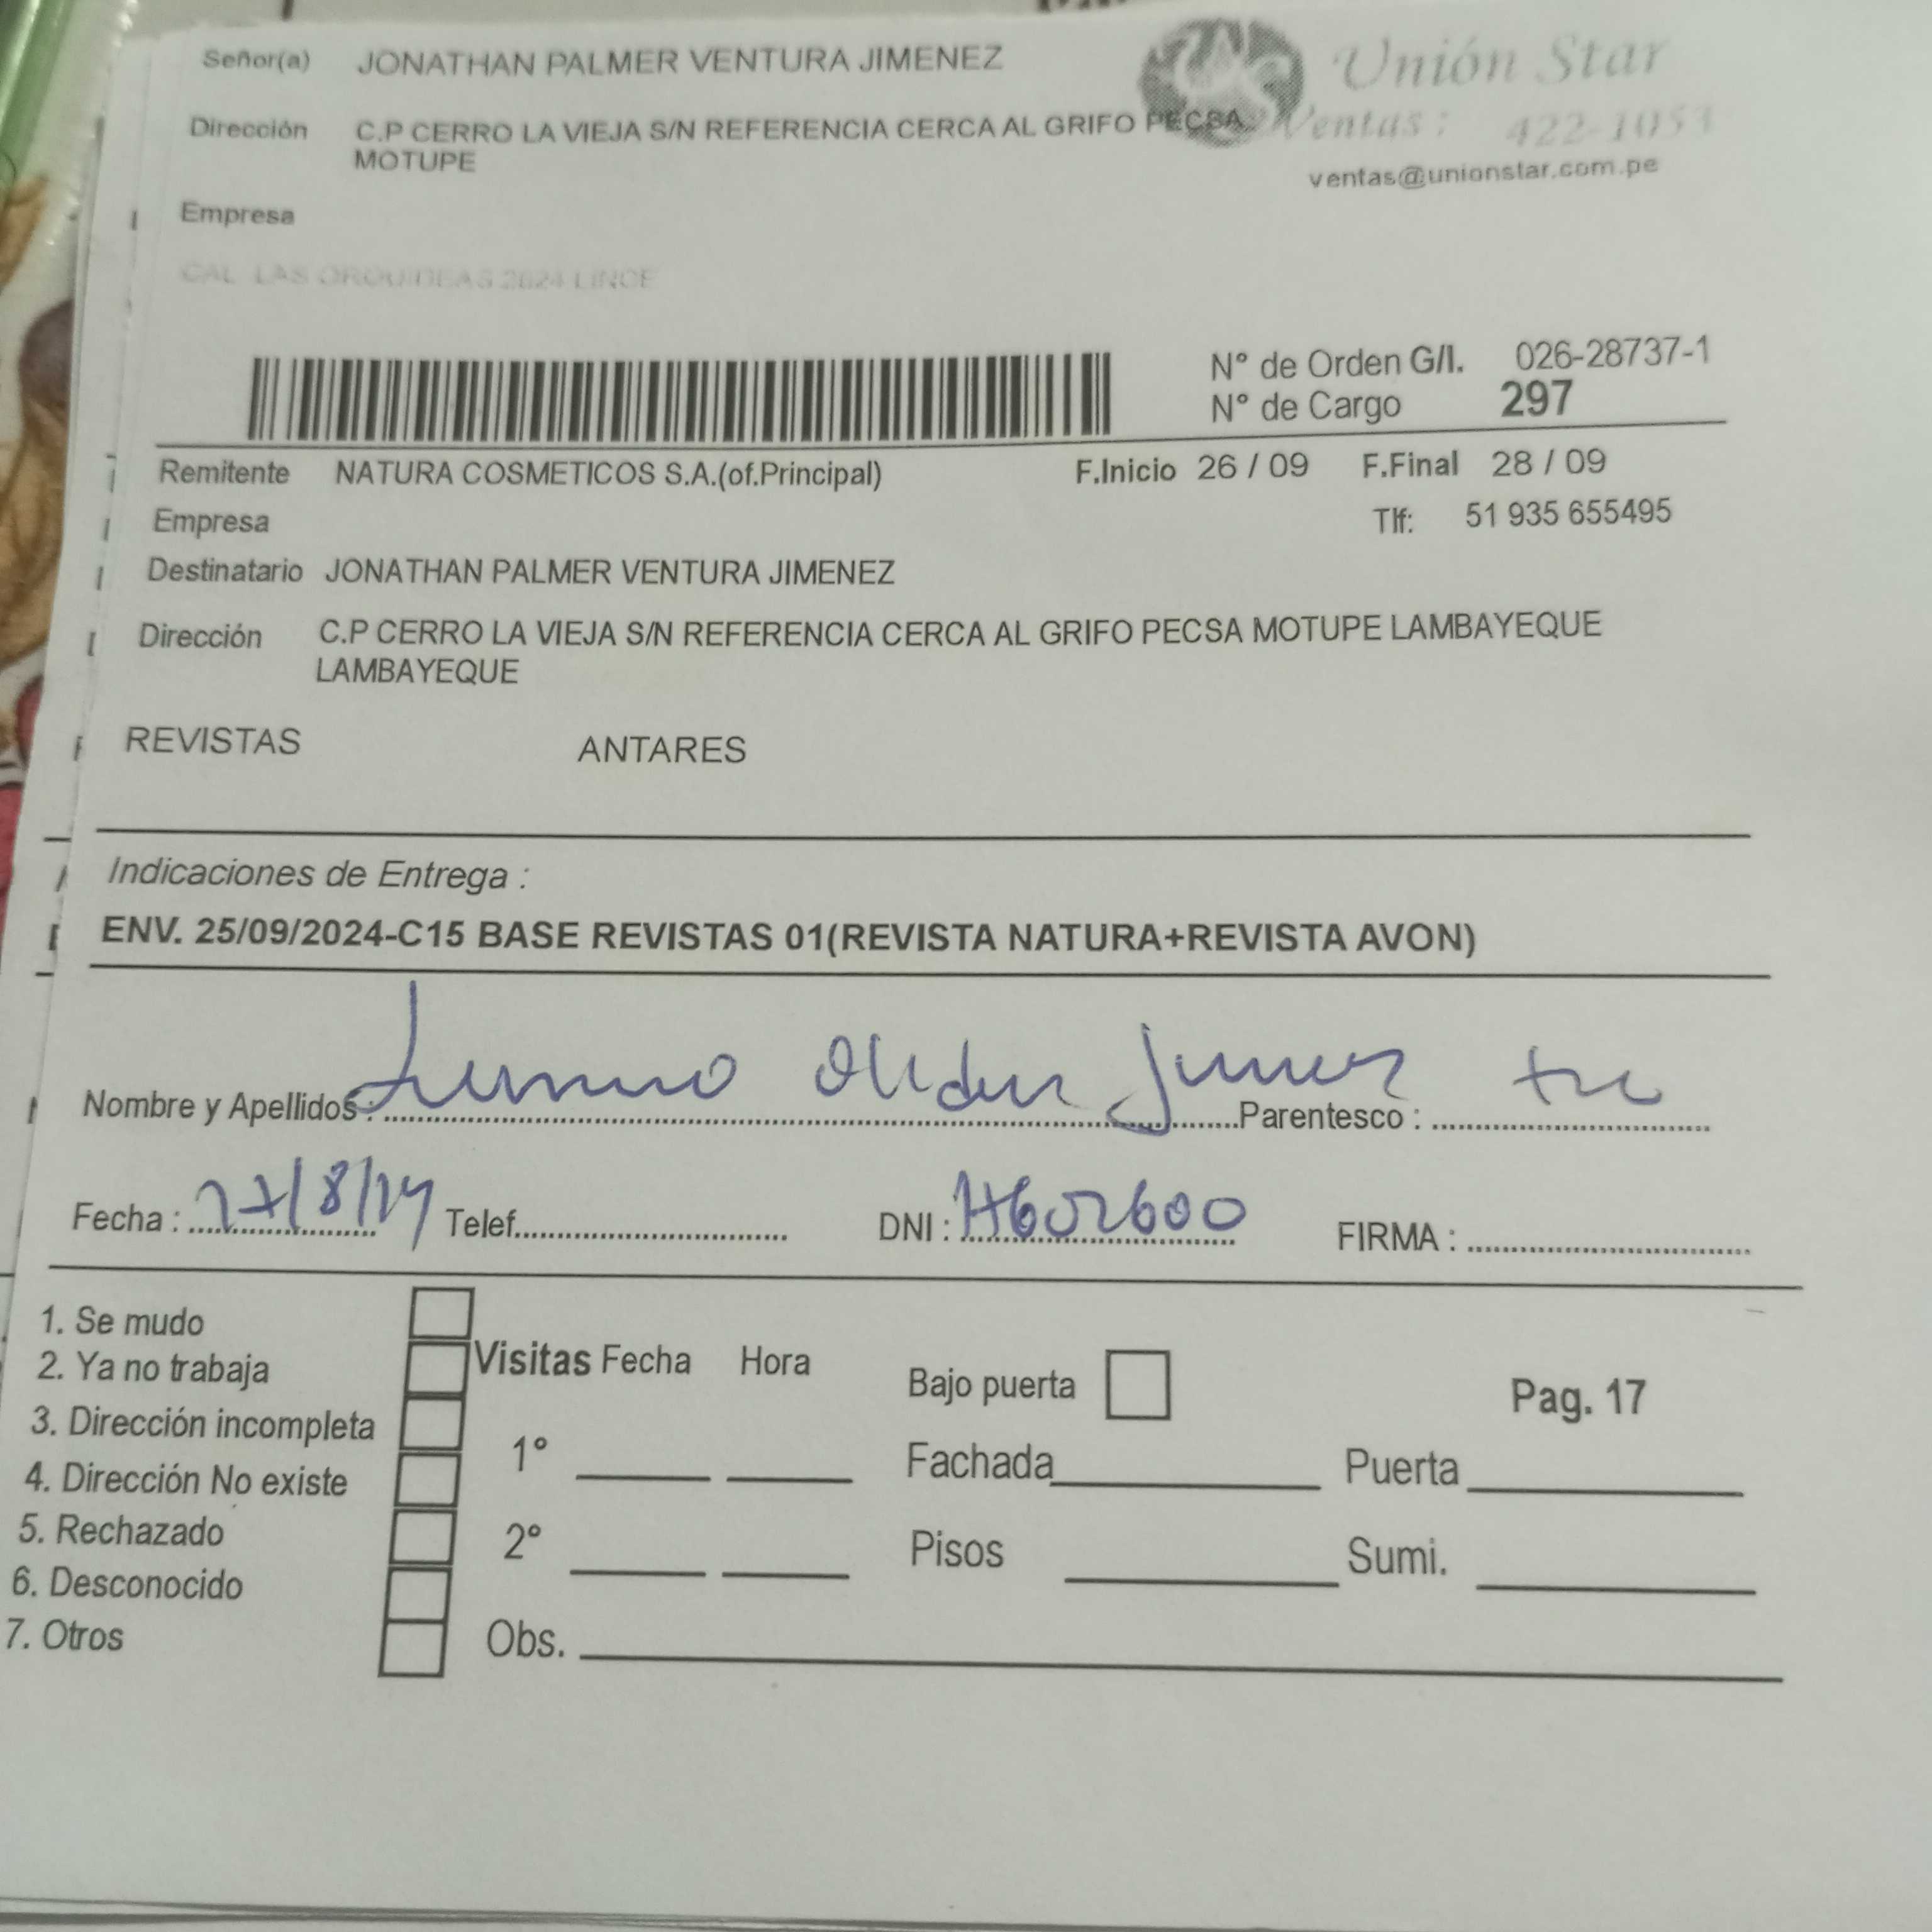 Señor(a) JONATHAN PALMER VENTURA JIMENEZ
Unión Star
Dirección C.P CERRO LA VIEJA S/N REFERENCIA CERCA AL GRIFO PECSA
MOTUPE
Ventas: 422-1053
ventas@unionstar.com.pe
Empresa
CAL LAS ORQUIDEAS 2624 LINCE
N° de Orden G/I. 026-28737-1
N° de Cargo 297
Remitente NATURA COSMETICOS S.A.(of.Principal) F.Inicio 26 / 09 F.Final 28 / 09
Empresa Tlf: 51 935 655495
Destinatario JONATHAN PALMER VENTURA JIMENEZ
Dirección C.P CERRO LA VIEJA S/N REFERENCIA CERCA AL GRIFO PECSA MOTUPE LAMBAYEQUE
LAMBAYEQUE
REVISTAS ANTARES
Indicaciones de Entrega :
ENV. 25/09/2024-C15 BASE REVISTAS 01(REVISTA NATURA+REVISTA AVON)
Nombre y Apellidos : Parentesco :
Fecha : Telef. DNI : FIRMA :
1. Se mudo
2. Ya no trabaja
3. Dirección incompleta
4. Dirección No existe
5. Rechazado
6. Desconocido
7. Otros
Visitas Fecha Hora
1°
2°
Obs.
Bajo puerta
Pag. 17
Fachada Puerta
Pisos Sumi.